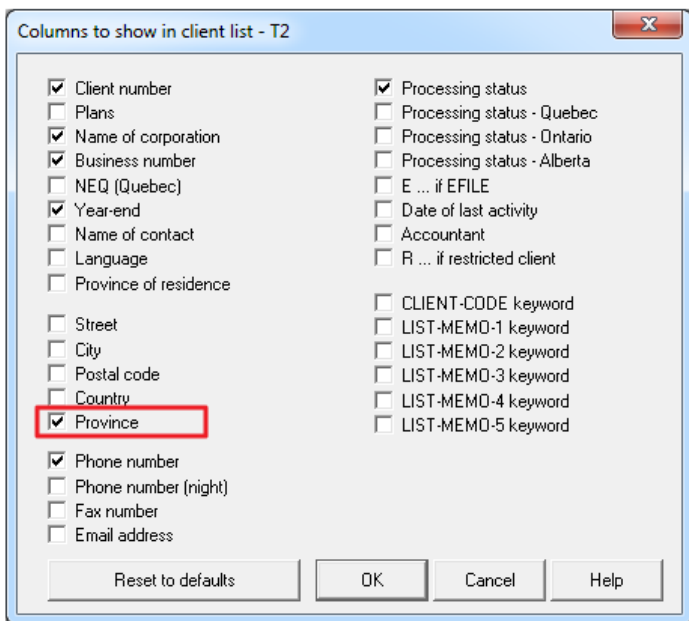 Columns to show in client list - T2
Client number
Plans
Name of corporation
Business number
NEQ (Quebec)
Year-end
Name of contact
Language
Province of residence
Street
City
Postal code
Country
Province
Phone number
Phone number (night)
Fax number
Email address
Processing status
Processing status - Quebec
Processing status - Ontario
Processing status - Alberta
E ... if EFILE
Date of last activity
Accountant
R ... if restricted client
CLIENT-CODE keyword
LIST-MEMO-1 keyword
LIST-MEMO-2 keyword
LIST-MEMO-3 keyword
LIST-MEMO-4 keyword
LIST-MEMO-5 keyword
Reset to defaults
OK
Cancel
Help